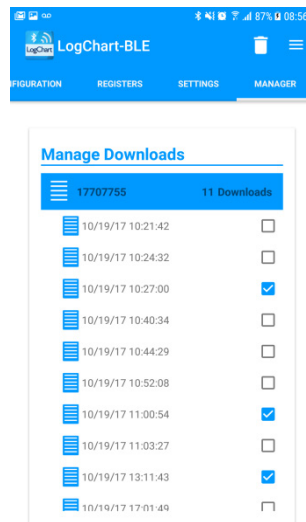 87% 08:56
LogChart LogChart-BLE
FIGURATION REGISTERS SETTINGS MANAGER
Manage Downloads
17707755 11 Downloads
10/19/17 10:21:42
10/19/17 10:24:32
10/19/17 10:27:00
10/19/17 10:40:34
10/19/17 10:44:29
10/19/17 10:52:08
10/19/17 11:00:54
10/19/17 11:03:27
10/19/17 13:11:43
10/19/17 17:01:49